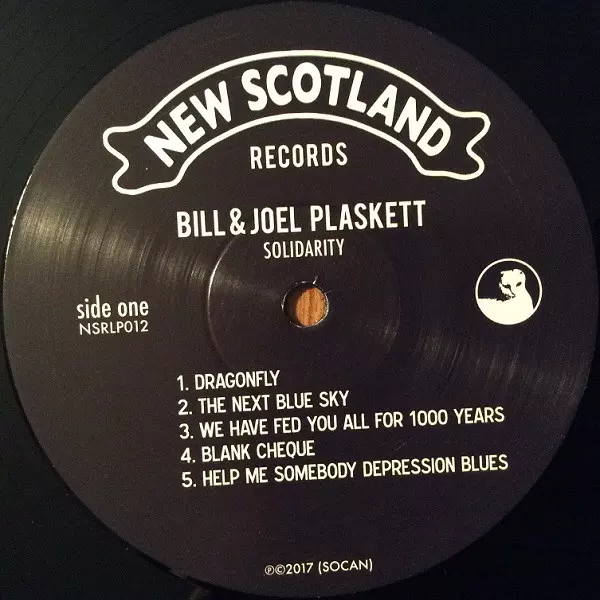 NEW SCOTLAND
RECORDS
BILL & JOEL PLASKETT
SOLIDARITY
side one
NSRLP012
1. DRAGONFLY
2. THE NEXT BLUE SKY
3. WE HAVE FED YOU ALL FOR 1000 YEARS
4. BLANK CHEQUE
5. HELP ME SOMEBODY DEPRESSION BLUES
℗©2017 (SOCAN)